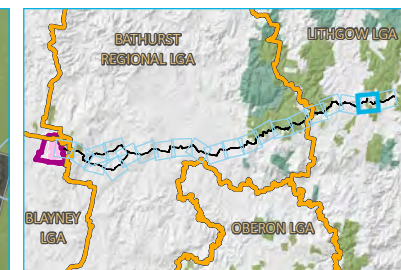 BATHURST
REGIONAL LGA
LITHGOW LGA
BLAYNEY
LGA
OBERON LGA